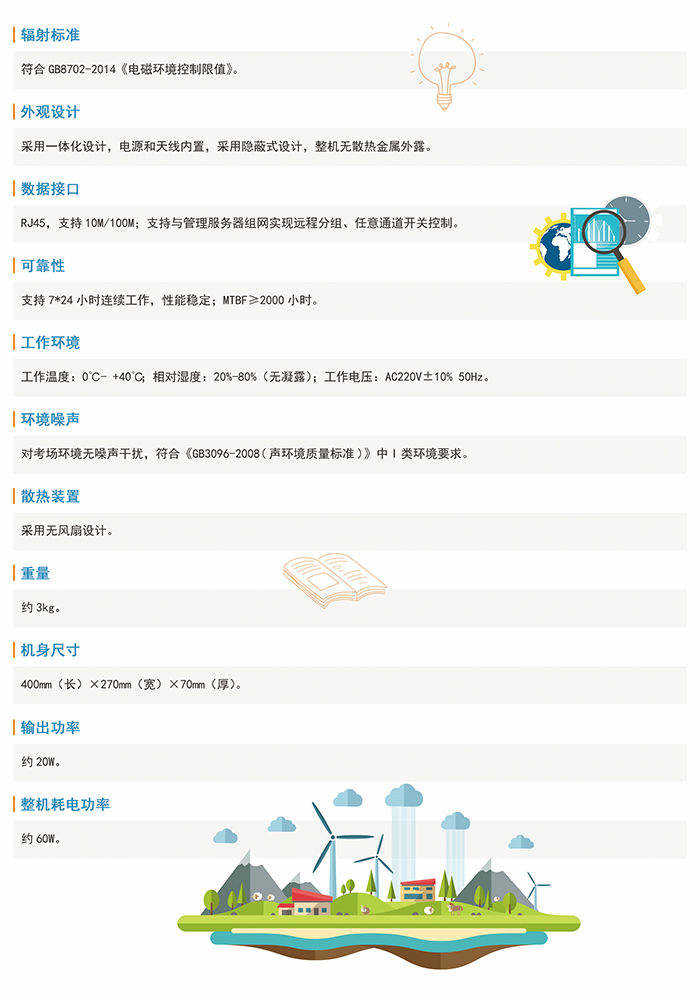 辐射标准
符合 GB8702-2014《电磁环境控制限值》。
外观设计
采用一体化设计，电源和天线内置，采用隐蔽式设计，整机无散热金属外露。
数据接口
RJ45，支持 10M/100M；支持与管理服务器组网实现远程分组、任意通道开关控制。
可靠性
支持 7*24 小时连续工作，性能稳定；MTBF≥2000 小时。
工作环境
工作温度：0℃- +40℃；相对湿度：20%-80%（无凝露）；工作电压：AC220V±10% 50Hz。
环境噪声
对考场环境无噪声干扰，符合《GB3096-2008（声环境质量标准）》中Ⅰ类环境要求。
散热装置
采用无风扇设计。
重量
约 3kg。
机身尺寸
400mm（长）×270mm（宽）×70mm（厚）。
输出功率
约 20W。
整机耗电功率
约 60W。